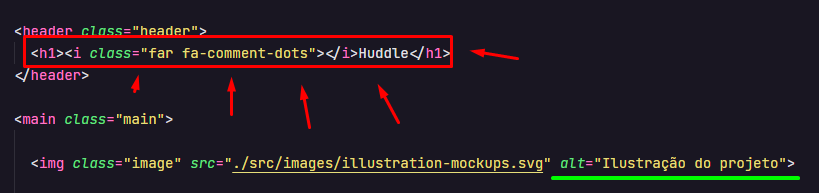 <header class="header">
<h1><i class="far fa-comment-dots"></i>Huddle</h1>
</header>
<main class="main">
<img class="image" src="./src/images/illustration-mockups.svg" alt="Ilustração do projeto">